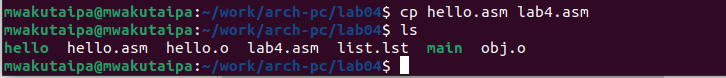 mwakutaipa@mwakutaipa:~/work/arch-pc/lab04$ cp hello.asm lab4.asm
mwakutaipa@mwakutaipa:~/work/arch-pc/lab04$ ls
hello  hello.asm  hello.o  lab4.asm  list.lst  main  obj.o
mwakutaipa@mwakutaipa:~/work/arch-pc/lab04$